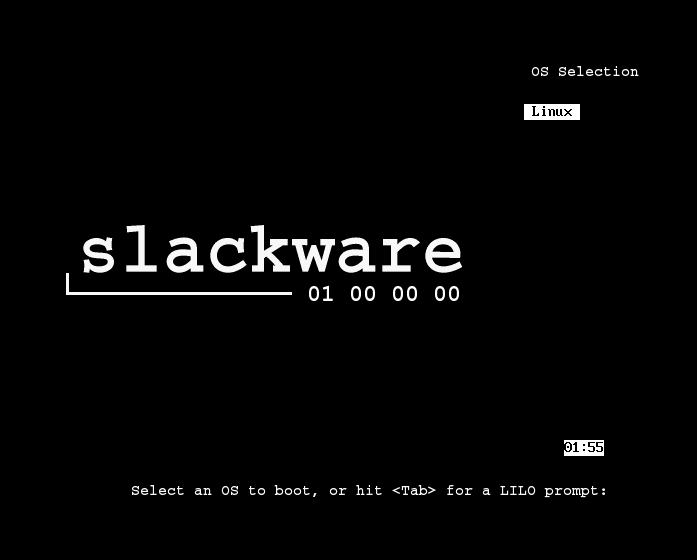 OS Selection
Linux
slackware
01 00 00 00
01:55
Select an OS to boot, or hit <Tab> for a LILO prompt: